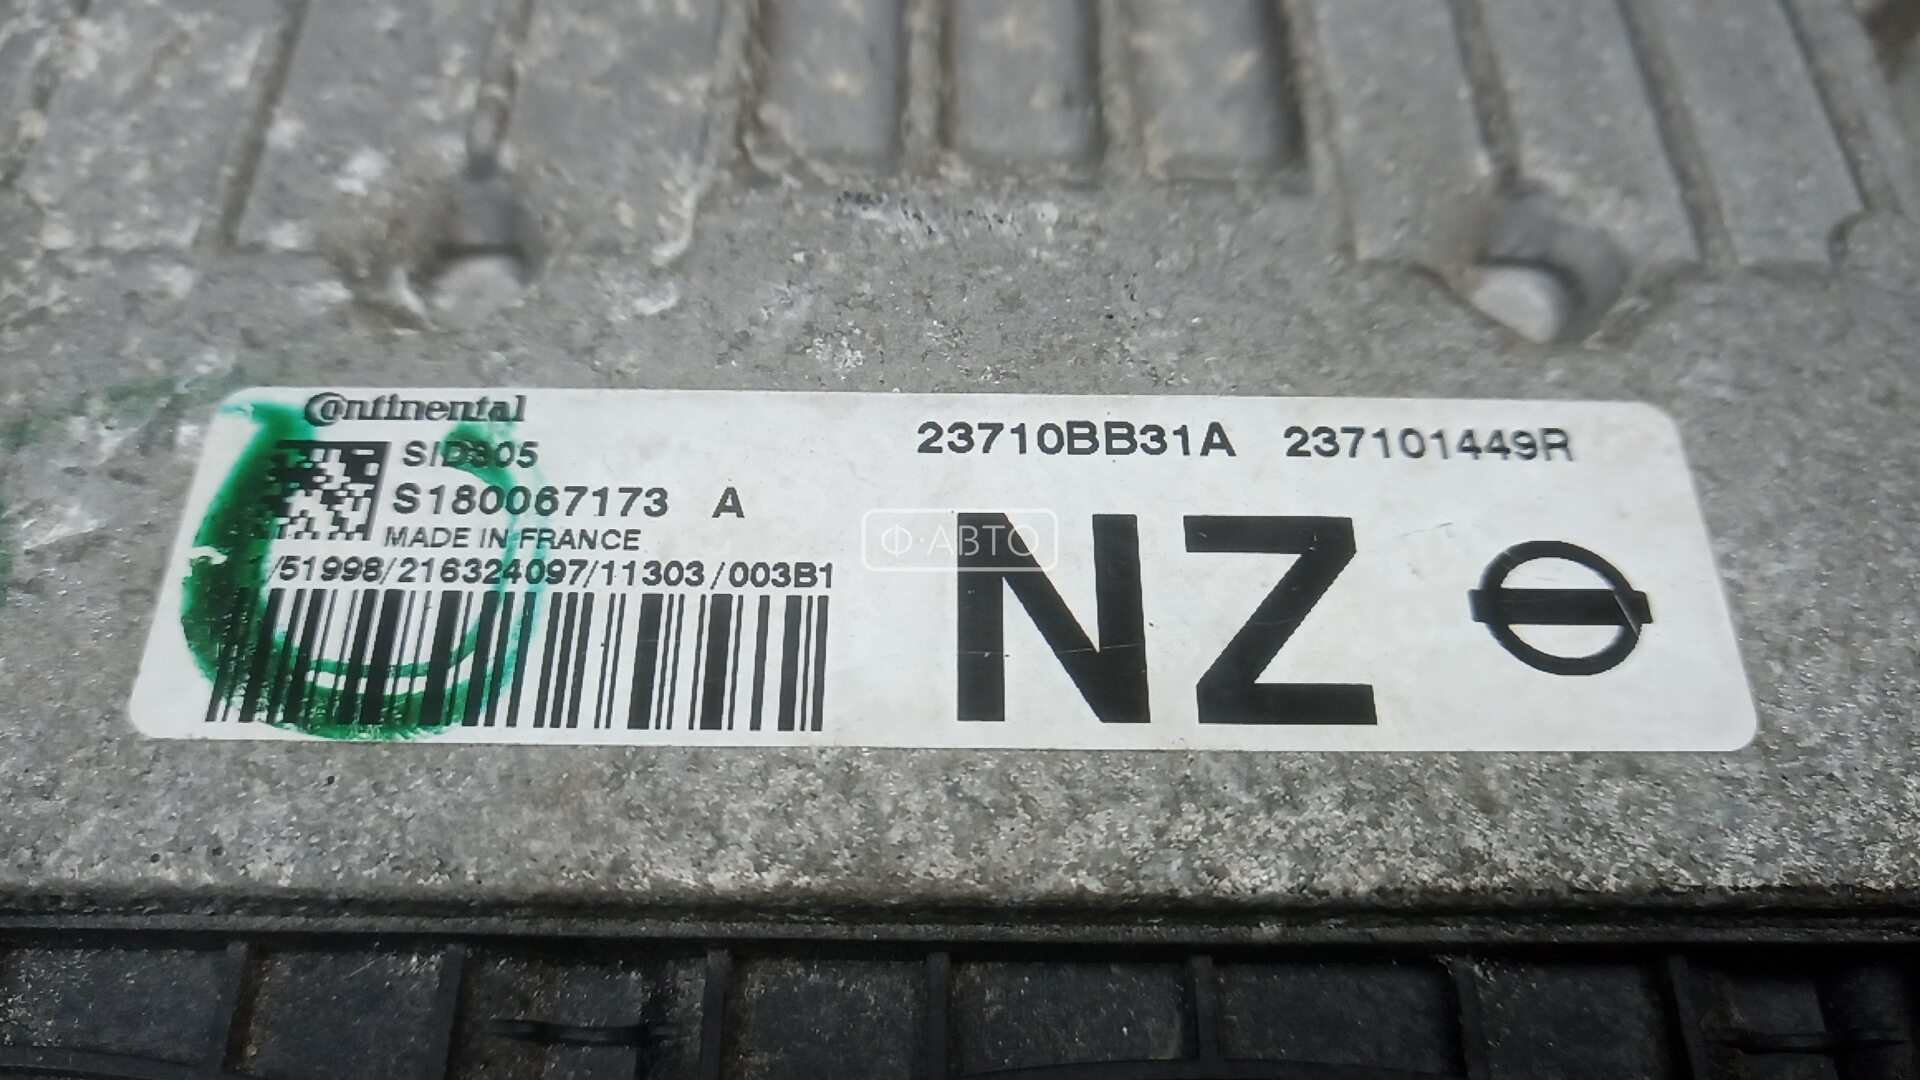 Continental
SID305
S180067173 A
MADE IN FRANCE
/51998/216324097/11303/003B1
23710BB31A 237101449R
NZ
Ф·АВТО